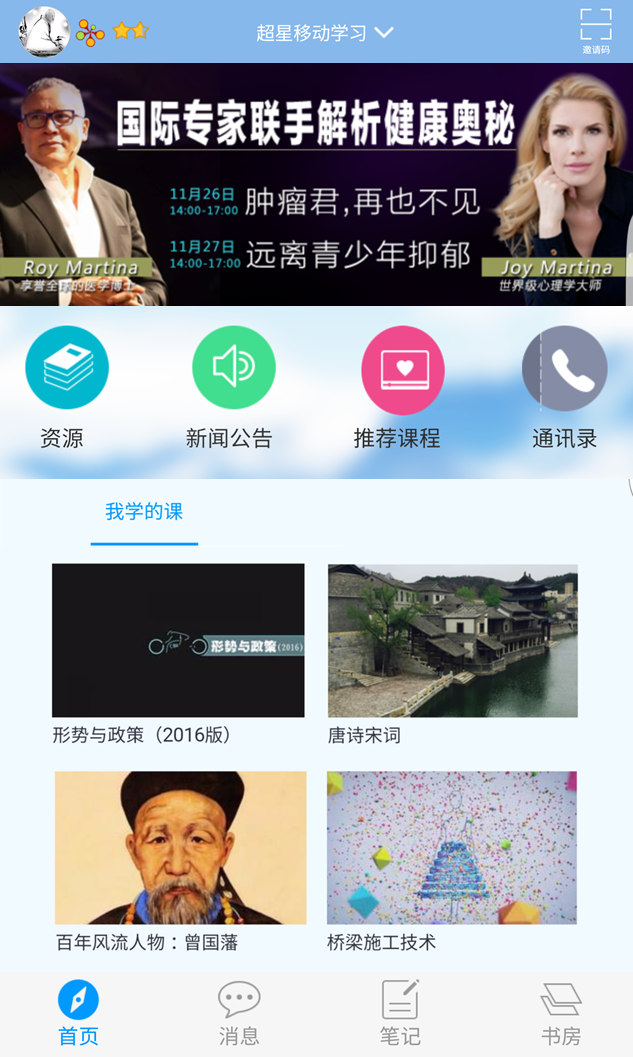 超星移动学习
邀请码
国际专家联手解析健康奥秘
11月26日
14:00-17:00
肿瘤君,再也不见
11月27日
14:00-17:00
远离青少年抑郁
Roy Martina
享誉全球的医学博士
Joy Martina
世界级心理学大师
资源
新闻公告
推荐课程
通讯录
我学的课
形势与政策(2016)
形势与政策（2016版）
唐诗宋词
百年风流人物：曾国藩
桥梁施工技术
首页
消息
笔记
书房